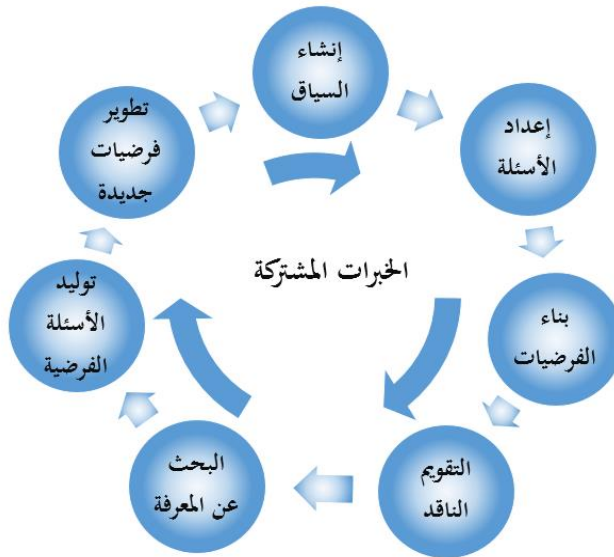 إنشاء
السياق
إعداد
الأسئلة
بناء
الفرضيات
التقويم
الناقد
البحث
عن المعرفة
توليد
الأسئلة
الفرضية
تطوير
فرضيات
جديدة
الخبرات المشتركة